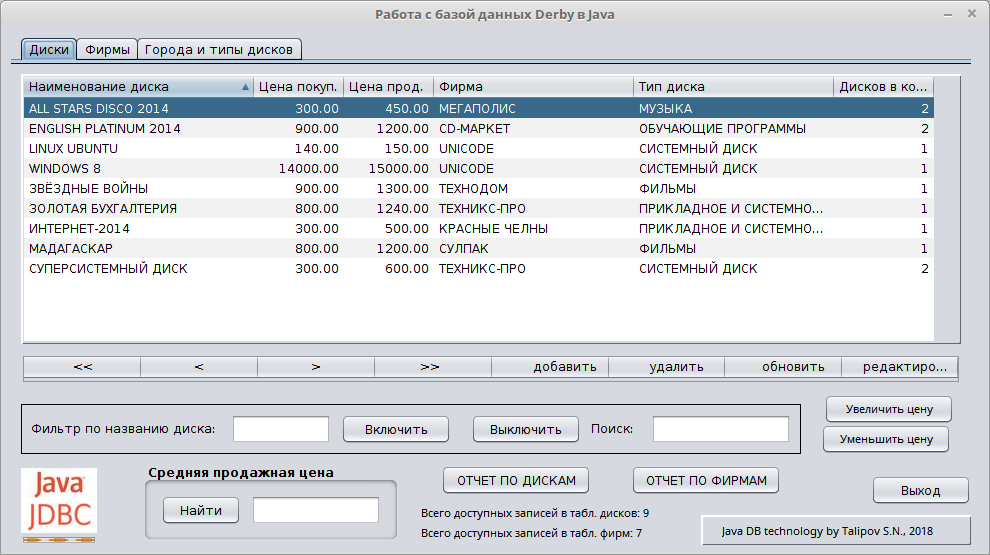 Работа с базой данных Derby в Java
Диски Фирмы Города и типы дисков
Наименование диска Цена покуп. Цена прод. Фирма Тип диска Дисков в ко...
ALL STARS DISCO 2014 300.00 450.00 МЕГАПОЛИС МУЗЫКА 2
ENGLISH PLATINUM 2014 900.00 1200.00 CD-МАРКЕТ ОБУЧАЮЩИЕ ПРОГРАММЫ 2
LINUX UBUNTU 140.00 150.00 UNICODE СИСТЕМНЫЙ ДИСК 1
WINDOWS 8 14000.00 15000.00 UNICODE СИСТЕМНЫЙ ДИСК 1
ЗВЁЗДНЫЕ ВОЙНЫ 900.00 1300.00 ТЕХНОДОМ ФИЛЬМЫ 1
ЗОЛОТАЯ БУХГАЛТЕРИЯ 800.00 1240.00 ТЕХНИКС-ПРО ПРИКЛАДНОЕ И СИСТЕМНО... 1
ИНТЕРНЕТ-2014 300.00 500.00 КРАСНЫЕ ЧЕЛНЫ ПРИКЛАДНОЕ И СИСТЕМНО... 1
МАДАГАСКАР 800.00 1200.00 СУЛПАК ФИЛЬМЫ 1
СУПЕРСИСТЕМНЫЙ ДИСК 300.00 600.00 ТЕХНИКС-ПРО СИСТЕМНЫЙ ДИСК 2
<< < > >> добавить удалить обновить редактиро...
Фильтр по названию диска: Включить Выключить Поиск:
Увеличить цену
Уменьшить цену
Java
JDBC
Средняя продажная цена
Найти
ОТЧЕТ ПО ДИСКАМ ОТЧЕТ ПО ФИРМАМ
Выход
Всего доступных записей в табл. дисков: 9
Всего доступных записей в табл. фирм: 7
Java DB technology by Talipov S.N., 2018